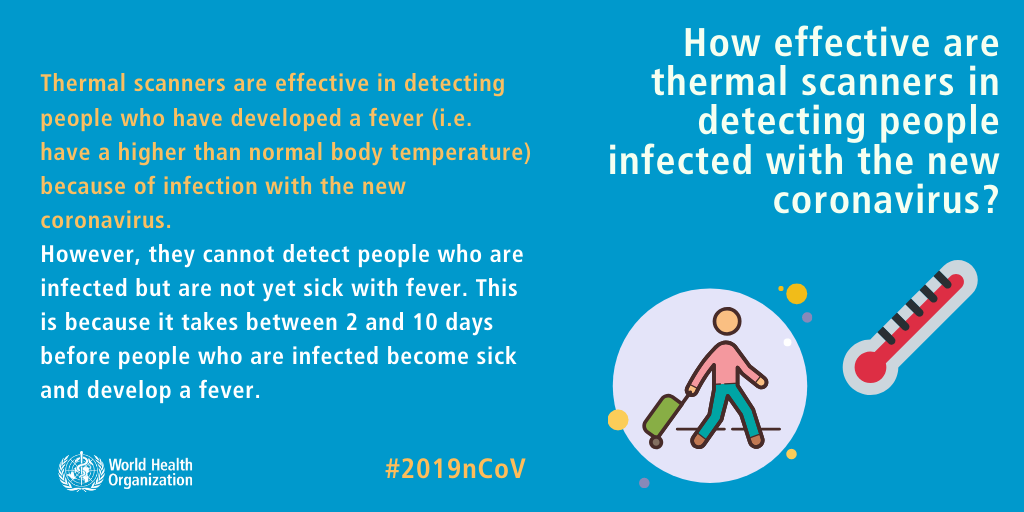 How effective are
thermal scanners in
detecting people
infected with the new
coronavirus?
Thermal scanners are effective in detecting
people who have developed a fever (i.e.
have a higher than normal body temperature)
because of infection with the new
coronavirus.
However, they cannot detect people who are
infected but are not yet sick with fever. This
is because it takes between 2 and 10 days
before people who are infected become sick
and develop a fever.
World Health
Organization
#2019nCoV